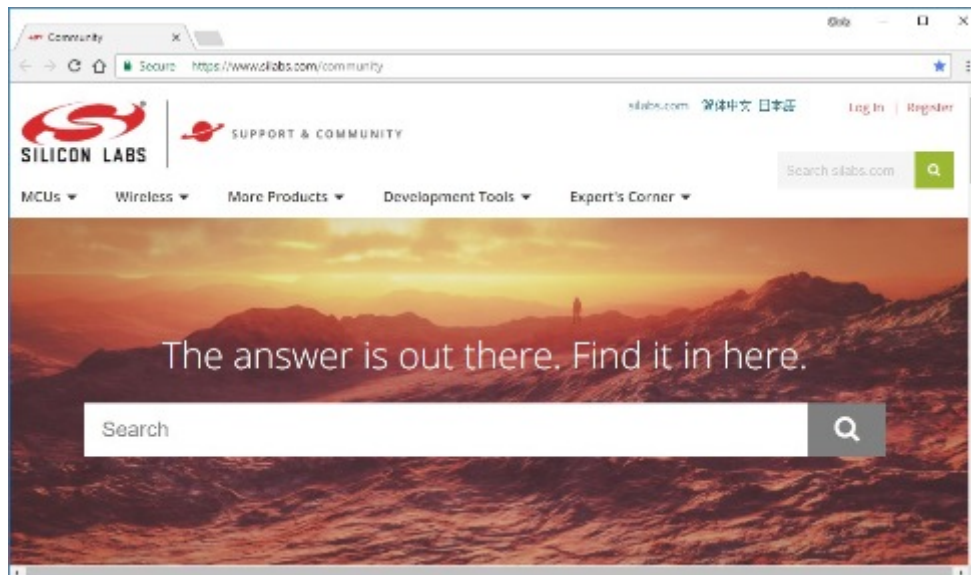 Community
Secure https://www.silabs.com/community
silabs.com 简体中文 日本語 Log In | Register
SILICON LABS
SUPPORT & COMMUNITY
Search silabs.com
MCUs Wireless More Products Development Tools Expert's Corner
The answer is out there. Find it in here.
Search